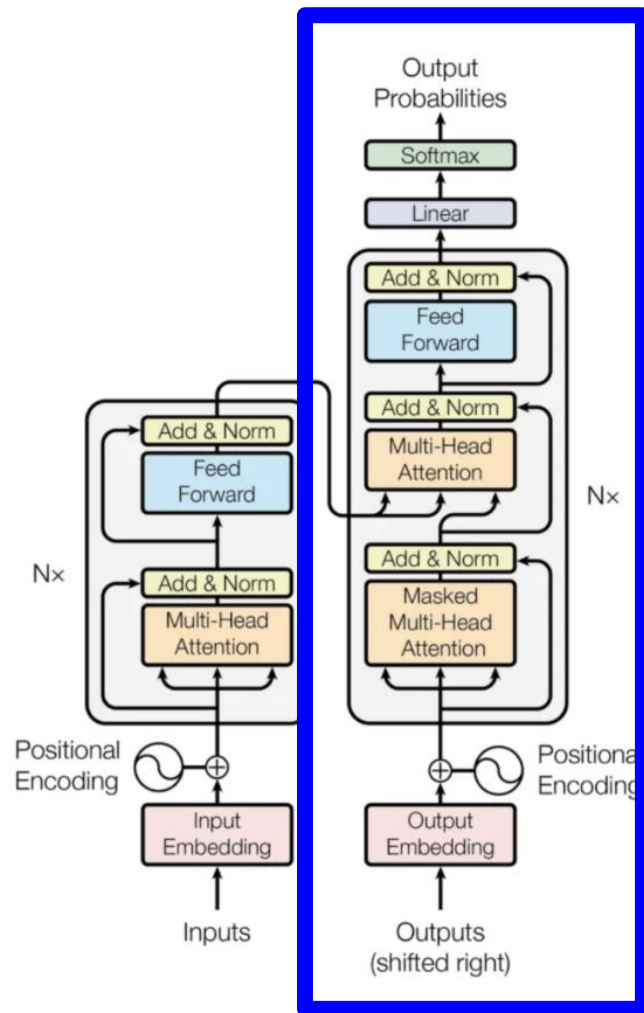 Output
Probabilities
Softmax
Linear
Add & Norm
Feed
Forward
Add & Norm
Multi-Head
Attention
Nx
Add & Norm
Masked
Multi-Head
Attention
Positional
Encoding
Output
Embedding
Outputs
(shifted right)
Add & Norm
Feed
Forward
Nx
Add & Norm
Multi-Head
Attention
Positional
Encoding
Input
Embedding
Inputs